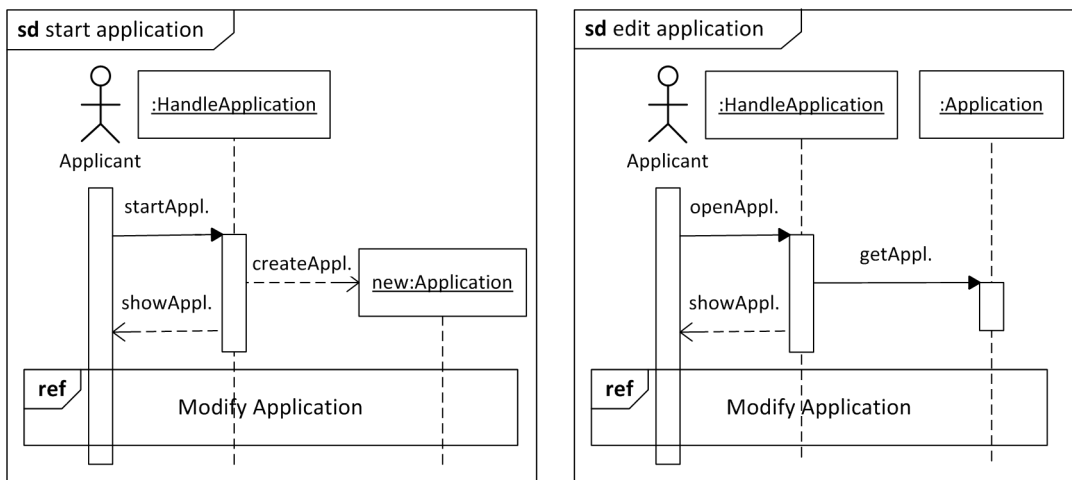 sd start application
:HandleApplication
Applicant
startAppl.
createAppl.
new:Application
showAppl.
ref
Modify Application
sd edit application
:HandleApplication
:Application
Applicant
openAppl.
getAppl.
showAppl.
ref
Modify Application